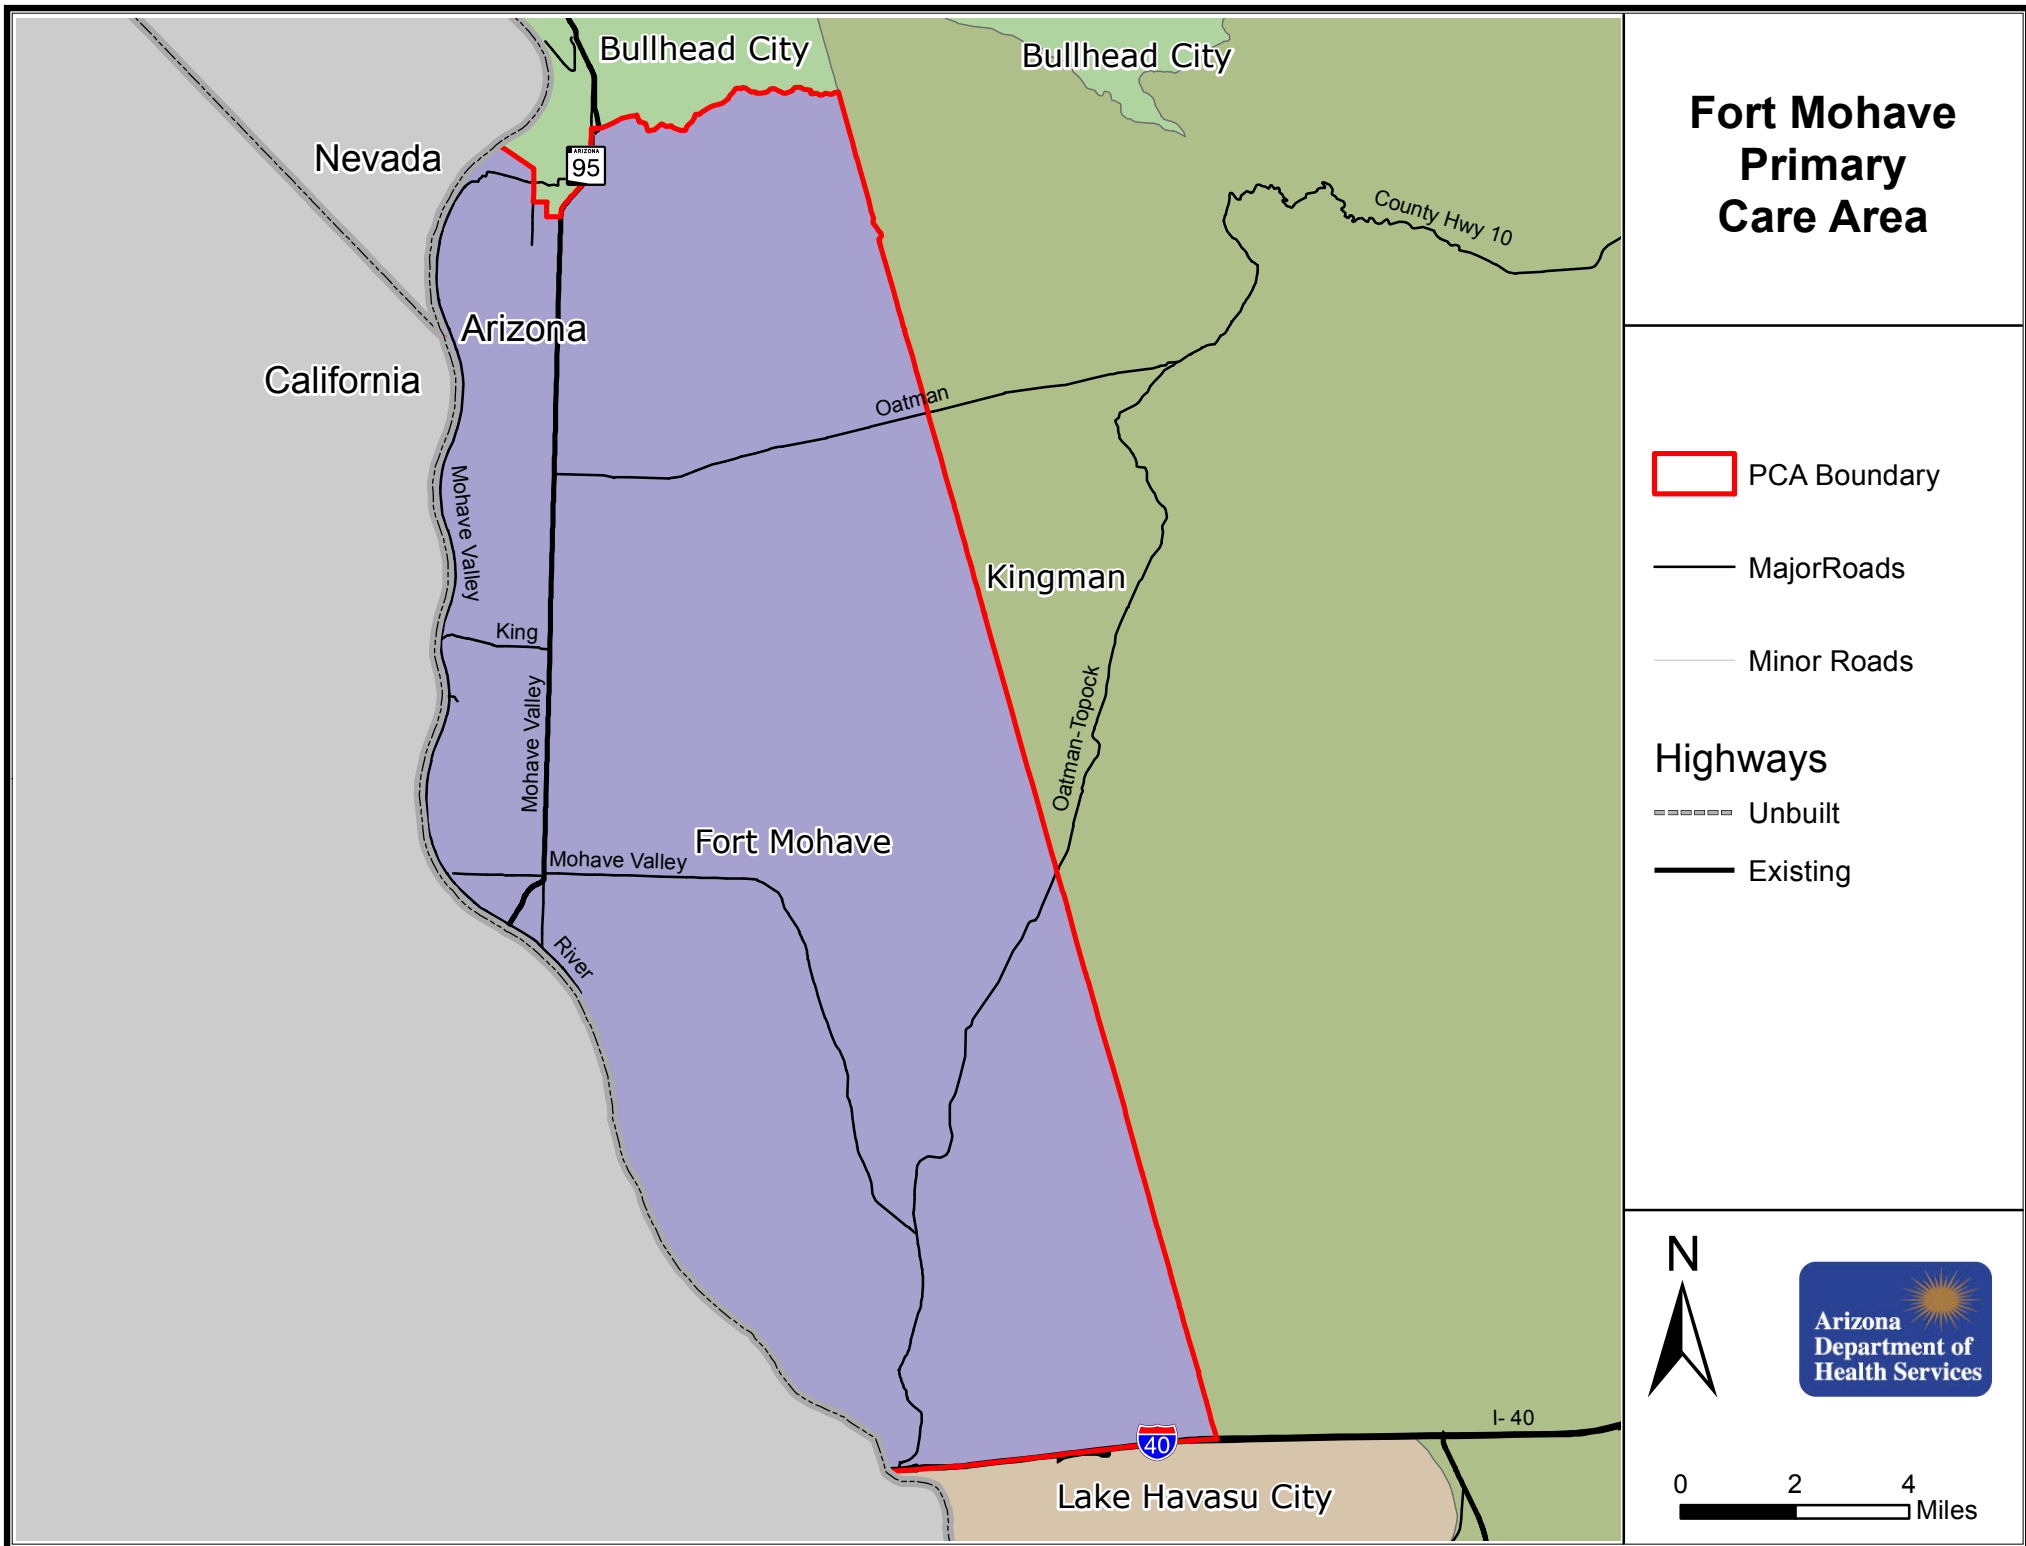 Bullhead City
Bullhead City
Nevada
ARIZONA
95
County Hwy 10
Arizona
California
Oatman
Mohave Valley
Kingman
King
Mohave Valley
Oatman-Topock
Fort Mohave
Mohave Valley
River
I- 40
40
Lake Havasu City
Fort Mohave
Primary
Care Area
PCA Boundary
MajorRoads
Minor Roads
Highways
Unbuilt
Existing
N
Arizona
Department of
Health Services
0 2 4
Miles